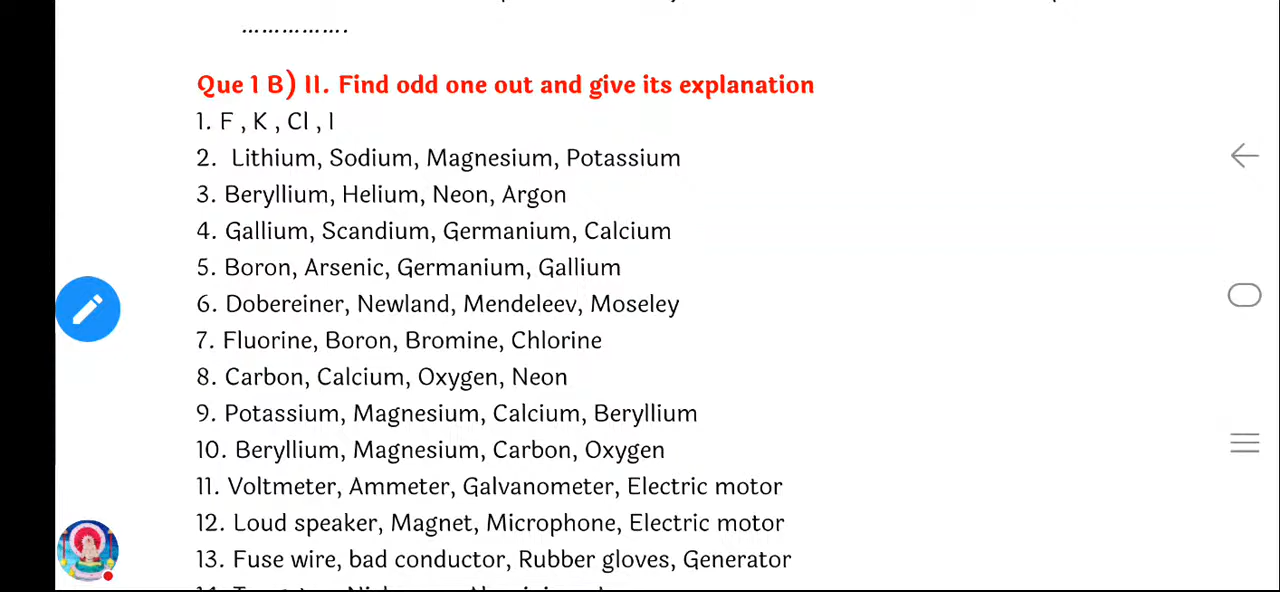 ................
Que 1 B) II. Find odd one out and give its explanation
1. F , K , Cl , I
2. Lithium, Sodium, Magnesium, Potassium
3. Beryllium, Helium, Neon, Argon
4. Gallium, Scandium, Germanium, Calcium
5. Boron, Arsenic, Germanium, Gallium
6. Dobereiner, Newland, Mendeleev, Moseley
7. Fluorine, Boron, Bromine, Chlorine
8. Carbon, Calcium, Oxygen, Neon
9. Potassium, Magnesium, Calcium, Beryllium
10. Beryllium, Magnesium, Carbon, Oxygen
11. Voltmeter, Ammeter, Galvanometer, Electric motor
12. Loud speaker, Magnet, Microphone, Electric motor
13. Fuse wire, bad conductor, Rubber gloves, Generator